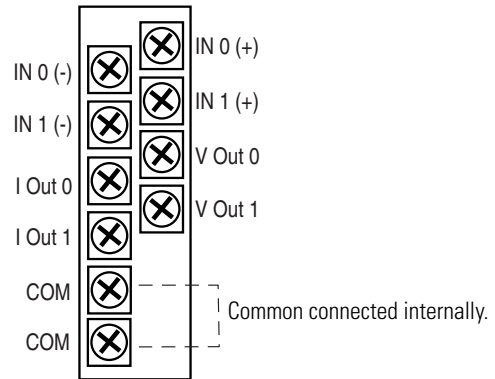 IN 0 (+)
IN 0 (-)
IN 1 (+)
IN 1 (-)
V Out 0
I Out 0
V Out 1
I Out 1
COM
Common connected internally.
COM